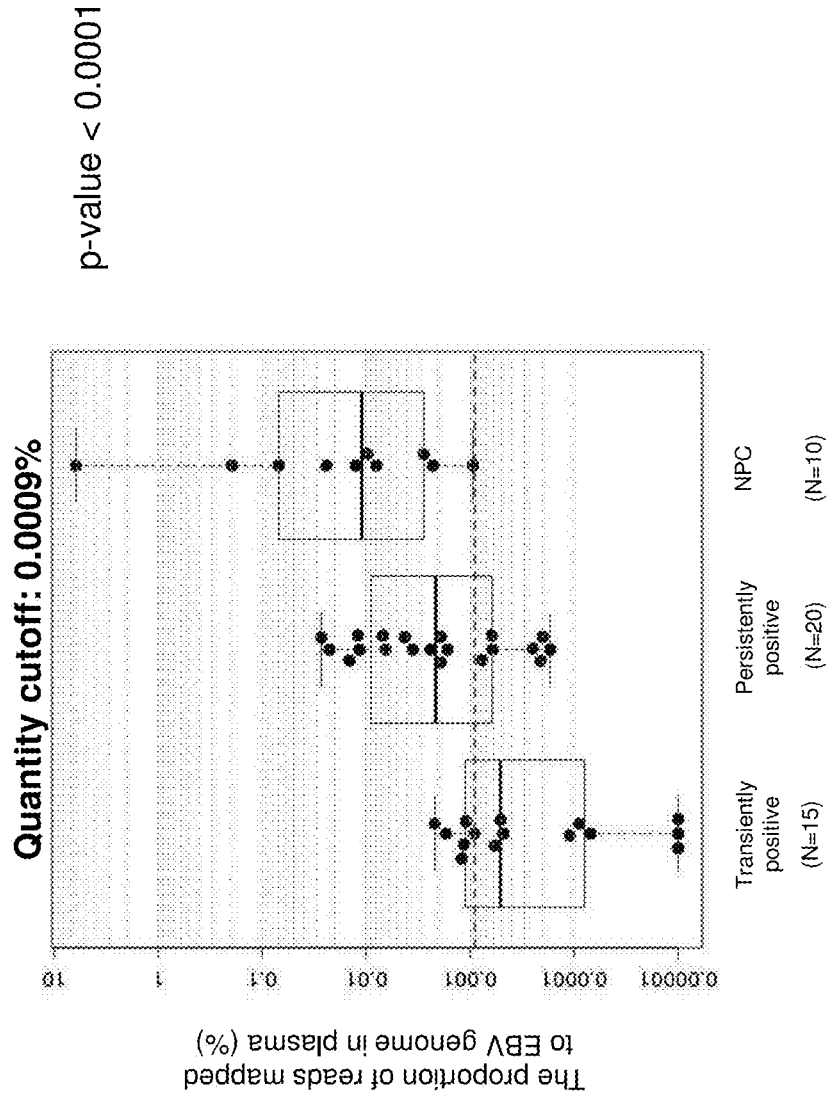 p-value < 0.0001
Quantity cutoff: 0.0009%
The proportion of reads mapped
to EBV genome in plasma (%)
10
1
0.1
0.01
0.001
0.0001
0.00001
Transiently
positive
(N=15)
Persistently
positive
(N=20)
NPC
(N=10)